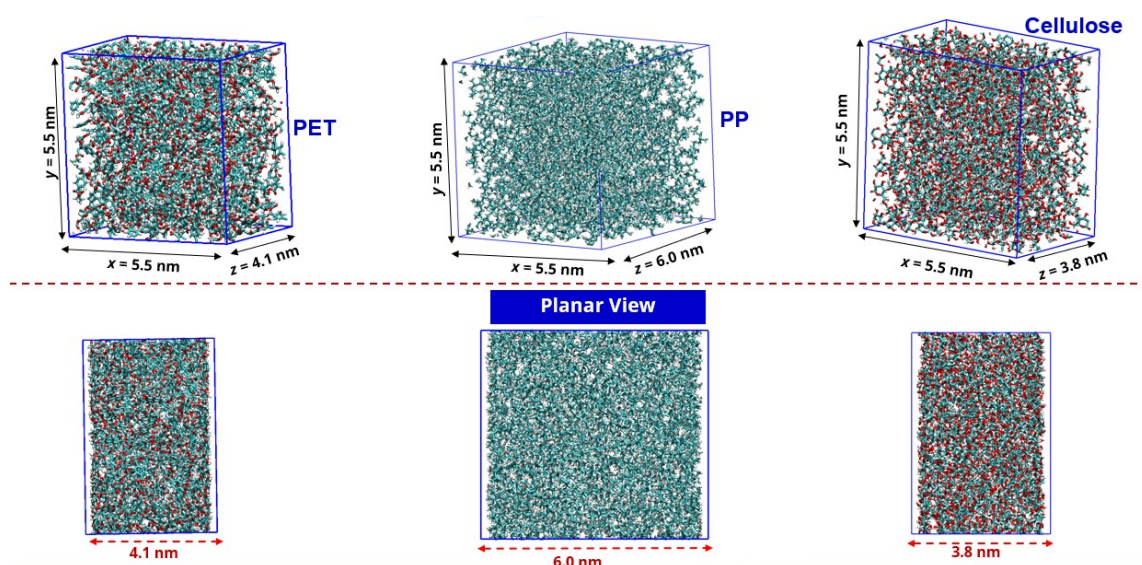 Cellulose
PET
PP
y = 5.5 nm
x = 5.5 nm
z = 4.1 nm
y = 5.5 nm
x = 5.5 nm
z = 6.0 nm
y = 5.5 nm
x = 5.5 nm
z = 3.8 nm
Planar View
4.1 nm
6.0 nm
3.8 nm